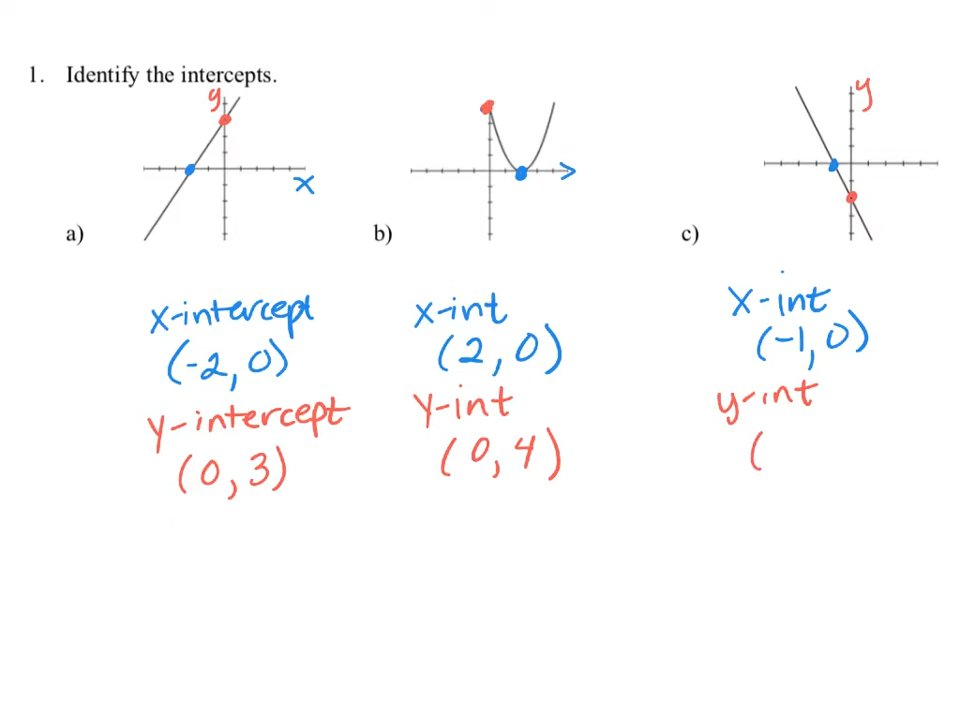 1. Identify the intercepts.
y
y
x
a)
b)
c)
x-intercept
(-2, 0)
y-intercept
(0, 3)
x-int
(2, 0)
y-int
(0, 4)
x-int
(-1, 0)
y-int
(